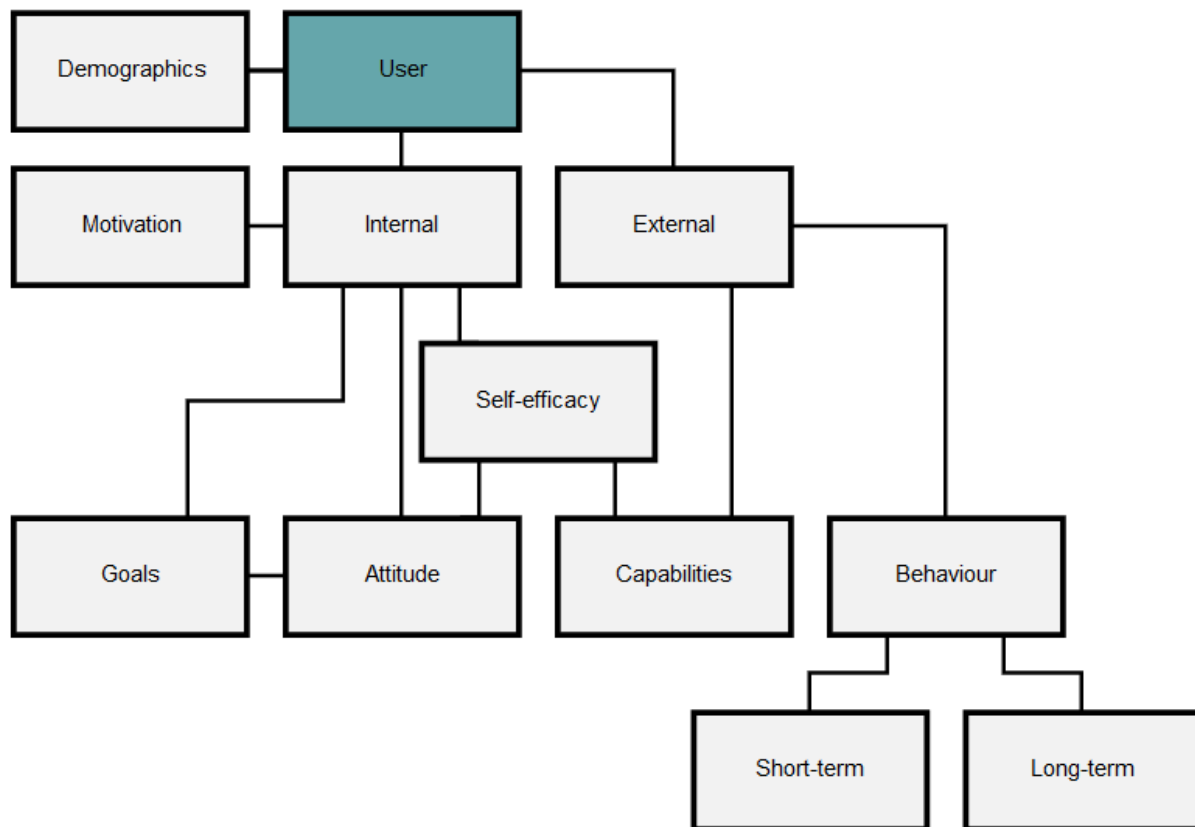 Demographics
User
Motivation
Internal
External
Self-efficacy
Goals
Attitude
Capabilities
Behaviour
Short-term
Long-term